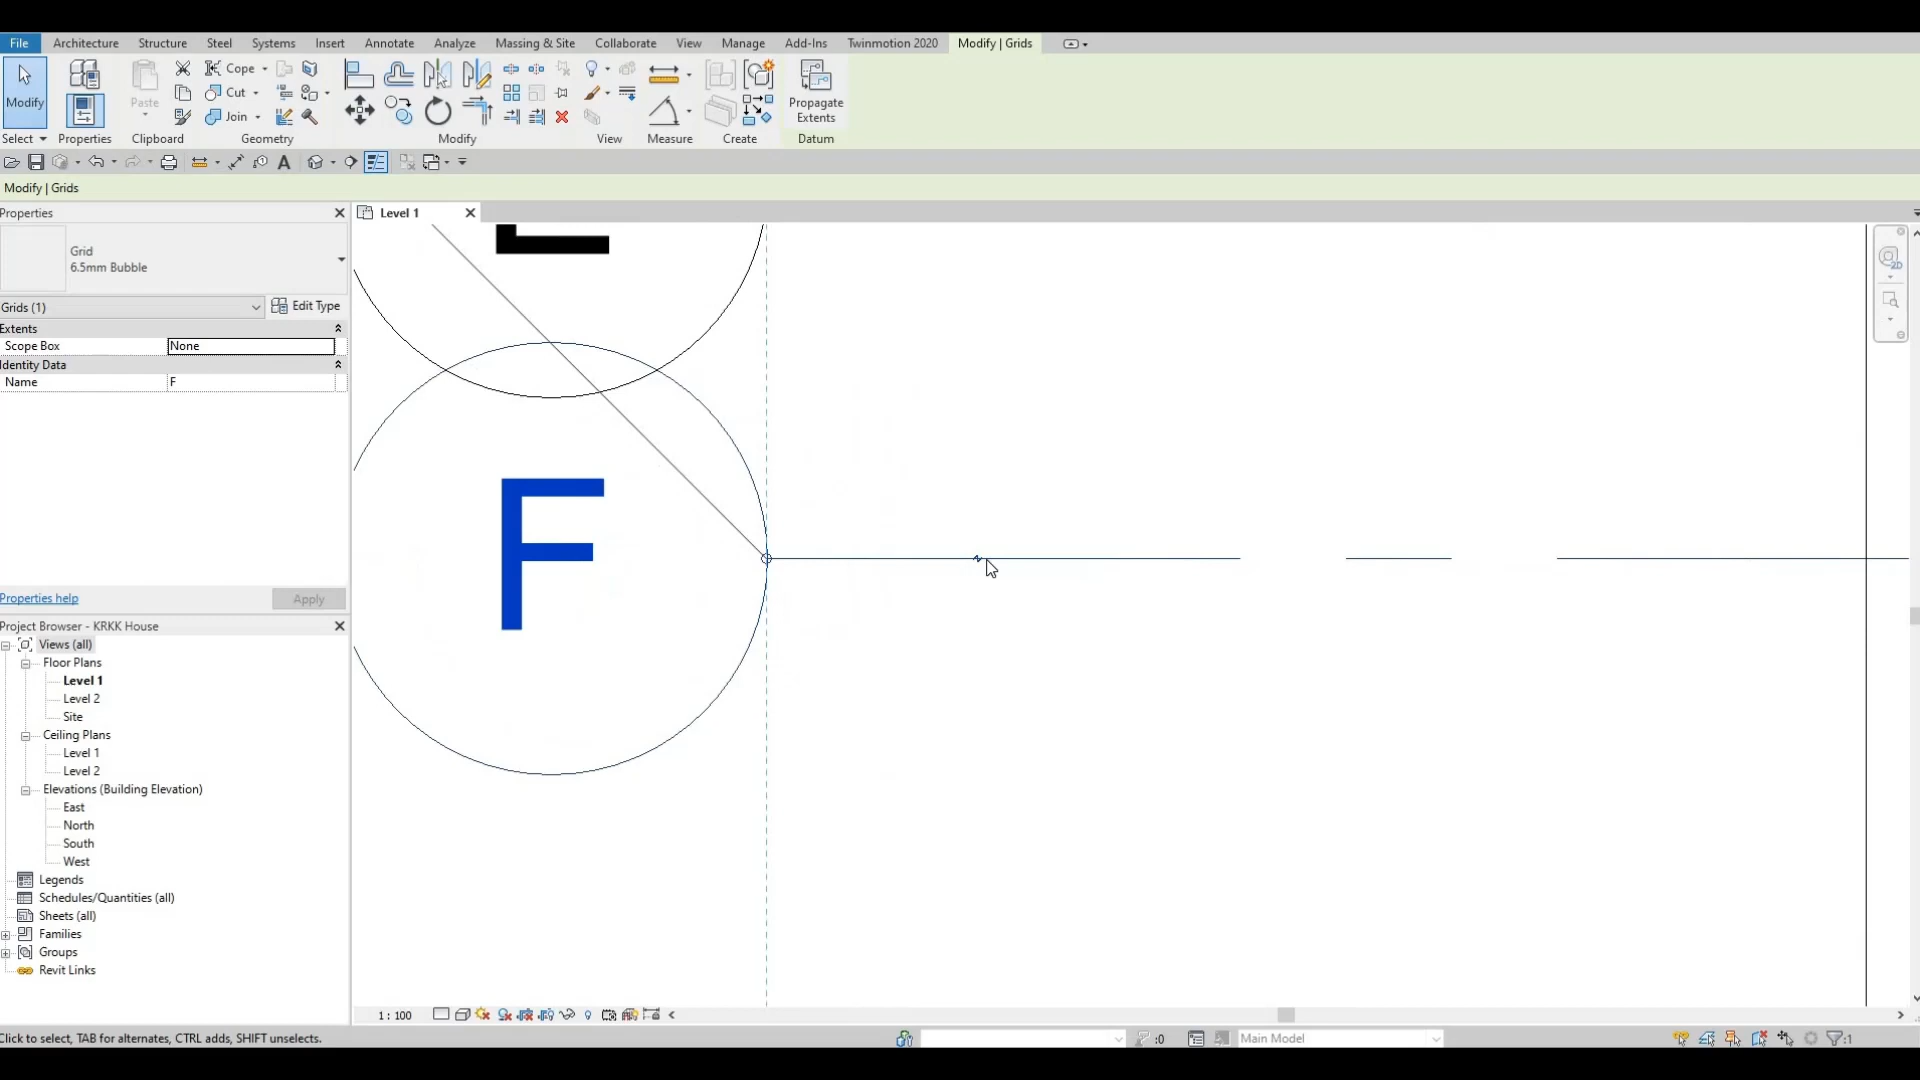 File Architecture Structure Steel Systems Insert Annotate Analyze Massing & Site Collaborate View Manage Add-Ins Twinmotion 2020 Modify | Grids
Modify
Paste
Cope
Cut
Join
Propagate
Extents
Select Properties Clipboard Geometry Modify View Measure Create Datum
A
Modify | Grids
Properties
Level 1
Grid
6.5mm Bubble
Grids (1)
Edit Type
Extents
Scope Box None
Identity Data
Name F
F
Properties help
Apply
Project Browser - KRKK House
Views (all)
Floor Plans
Level 1
Level 2
Site
Ceiling Plans
Level 1
Level 2
Elevations (Building Elevation)
East
North
South
West
Legends
Schedules/Quantities (all)
Sheets (all)
Families
Groups
Revit Links
1 : 100
Click to select, TAB for alternates, CTRL adds, SHIFT unselects.
:0
Main Model
:1
2D